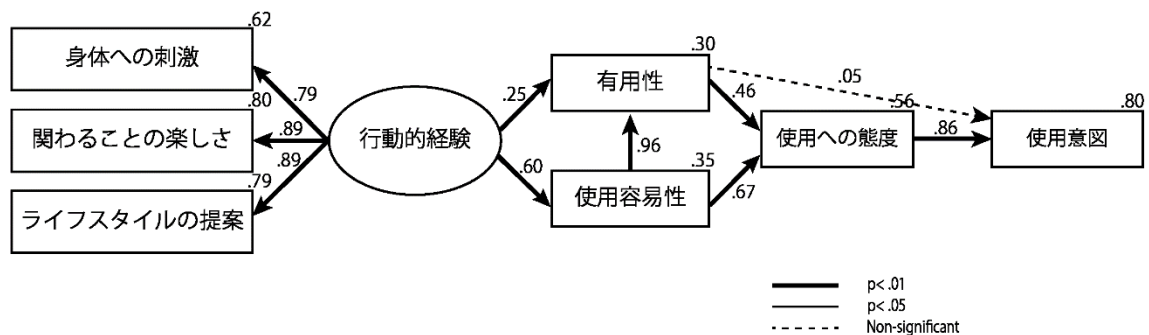 .62
身体への刺激
.79
.80
関わることの楽しさ
.89
.89
.79
ライフスタイルの提案
行動的経験
.25
.60
.30
有用性
.96
.35
使用容易性
.46
.67
.05
.56
使用への態度
.86
.80
使用意図
p< .01
p< .05
Non-significant